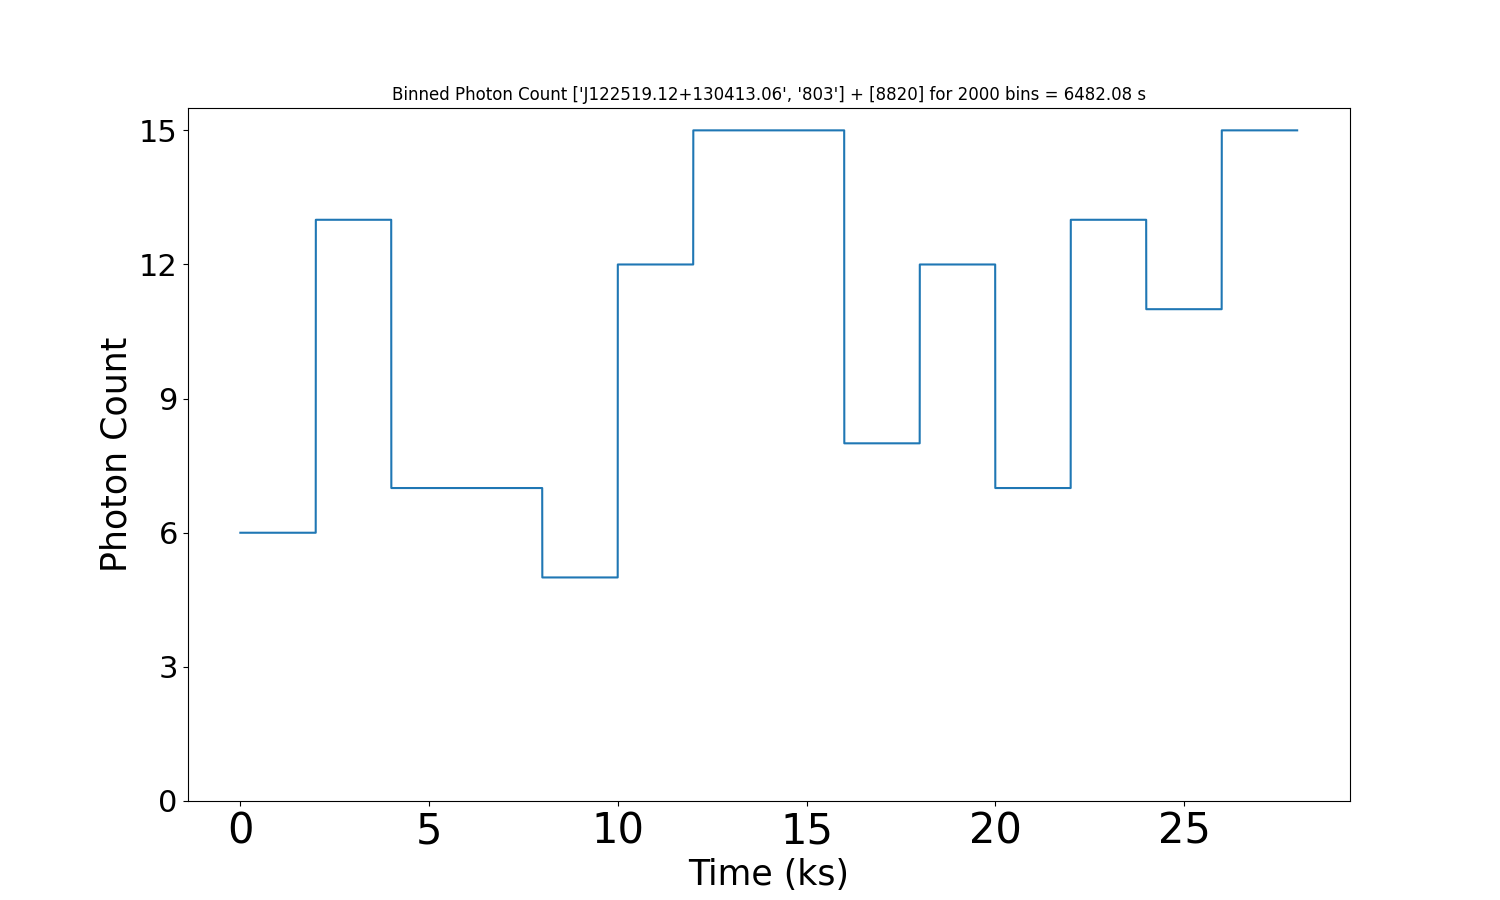 Binned Photon Count ['J122519.12+130413.06', '803'] + [8820] for 2000 bins = 6482.08 s
15
12
9
6
3
0
Photon Count
0 5 10 15 20 25
Time (ks)